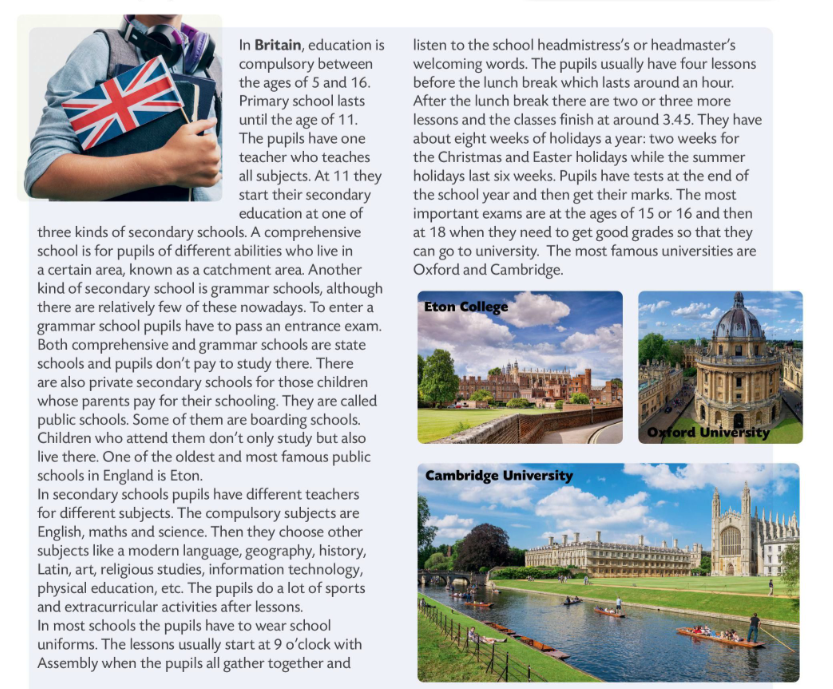 In Britain, education is
compulsory between
the ages of 5 and 16.
Primary school lasts
until the age of 11.
The pupils have one
teacher who teaches
all subjects. At 11 they
start their secondary
education at one of
three kinds of secondary schools. A comprehensive
school is for pupils of different abilities who live in
a certain area, known as a catchment area. Another
kind of secondary school is grammar schools, although
there are relatively few of these nowadays. To enter a
grammar school pupils have to pass an entrance exam.
Both comprehensive and grammar schools are state
schools and pupils don't pay to study there. There
are also private secondary schools for those children
whose parents pay for their schooling. They are called
public schools. Some of them are boarding schools.
Children who attend them don't only study but also
live there. One of the oldest and most famous public
schools in England is Eton.
In secondary schools pupils have different teachers
for different subjects. The compulsory subjects are
English, maths and science. Then they choose other
subjects like a modern language, geography, history,
Latin, art, religious studies, information technology,
physical education, etc. The pupils do a lot of sports
and extracurricular activities after lessons.
In most schools the pupils have to wear school
uniforms. The lessons usually start at 9 o'clock with
Assembly when the pupils all gather together and
listen to the school headmistress's or headmaster's
welcoming words. The pupils usually have four lessons
before the lunch break which lasts around an hour.
After the lunch break there are two or three more
lessons and the classes finish at around 3.45. They have
about eight weeks of holidays a year: two weeks for
the Christmas and Easter holidays while the summer
holidays last six weeks. Pupils have tests at the end of
the school year and then get their marks. The most
important exams are at the ages of 15 or 16 and then
at 18 when they need to get good grades so that they
can go to university. The most famous universities are
Oxford and Cambridge.
Eton College
Oxford University
Cambridge University